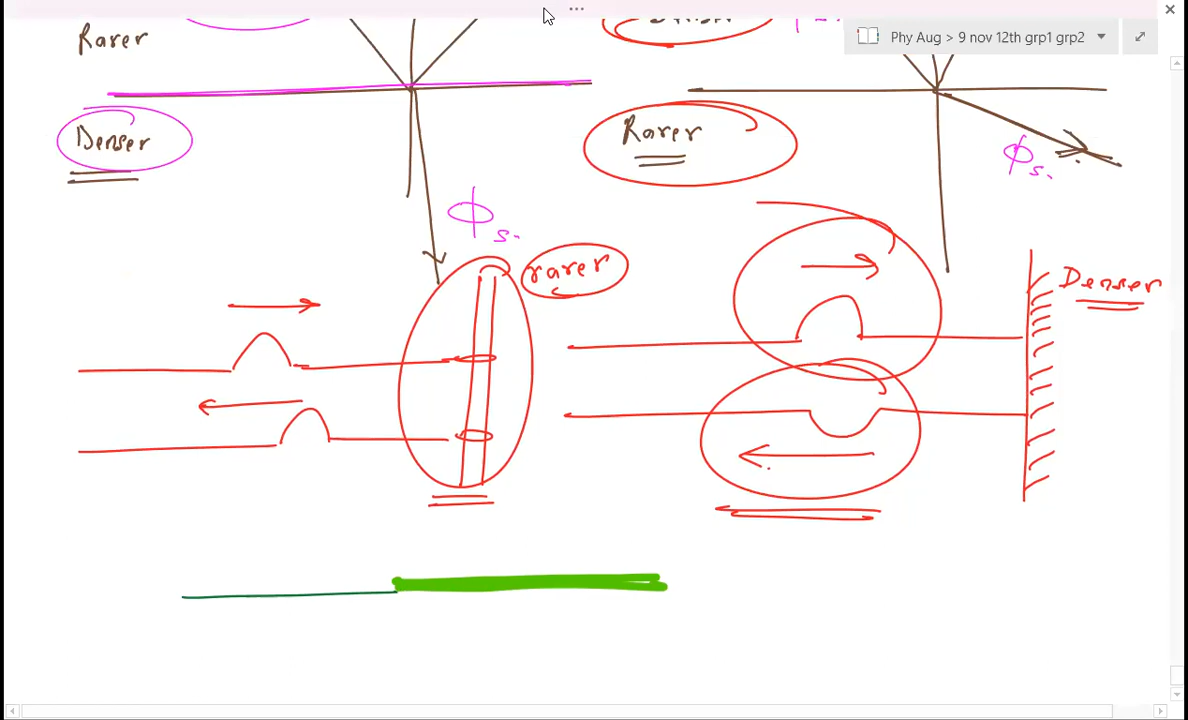 Phy Aug > 9 nov 12th grp1 grp2
Rarer
Denser
Rarer
ϕs.
ϕs.
rarer
Denser